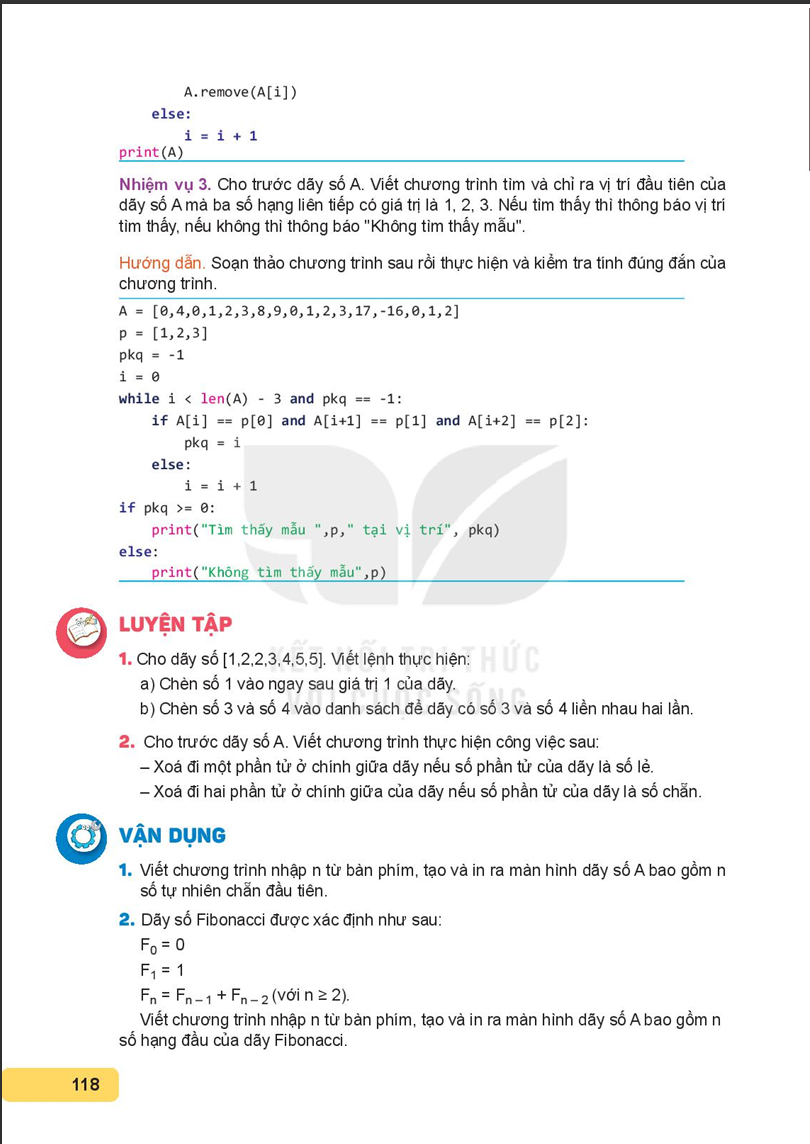 A.remove(A[i])
else:
i = i + 1
print(A)
Nhiệm vụ 3. Cho trước dãy số A. Viết chương trình tìm và chỉ ra vị trí đầu tiên của
dãy số A mà ba số hạng liên tiếp có giá trị là 1, 2, 3. Nếu tìm thấy thì thông báo vị trí
tìm thấy, nếu không thì thông báo "Không tìm thấy mẫu".
Hướng dẫn. Soạn thảo chương trình sau rồi thực hiện và kiểm tra tính đúng đắn của
chương trình.
A = [0,4,0,1,2,3,8,9,0,1,2,3,17,-16,0,1,2]
p = [1,2,3]
pkq = -1
i = 0
while i < len(A) - 3 and pkq == -1:
if A[i] == p[0] and A[i+1] == p[1] and A[i+2] == p[2]:
pkq = i
else:
i = i + 1
if pkq >= 0:
print("Tìm thấy mẫu ",p," tại vị trí", pkq)
else:
print("Không tìm thấy mẫu",p)
LUYỆN TẬP
KẾT NỐI TRI THỨC
VỚI CUỘC SỐNG
1. Cho dãy số [1,2,2,3,4,5,5]. Viết lệnh thực hiện:
a) Chèn số 1 vào ngay sau giá trị 1 của dãy.
b) Chèn số 3 và số 4 vào danh sách để dãy có số 3 và số 4 liền nhau hai lần.
2. Cho trước dãy số A. Viết chương trình thực hiện công việc sau:
– Xoá đi một phần tử ở chính giữa dãy nếu số phần tử của dãy là số lẻ.
– Xoá đi hai phần tử ở chính giữa của dãy nếu số phần tử của dãy là số chẵn.
VẬN DỤNG
1. Viết chương trình nhập n từ bàn phím, tạo và in ra màn hình dãy số A bao gồm n
số tự nhiên chẵn đầu tiên.
2. Dãy số Fibonacci được xác định như sau:
F₀ = 0
F₁ = 1
Fₙ = Fₙ₋₁ + Fₙ₋₂ (với n ≥ 2).
Viết chương trình nhập n từ bàn phím, tạo và in ra màn hình dãy số A bao gồm n
số hạng đầu của dãy Fibonacci.
118